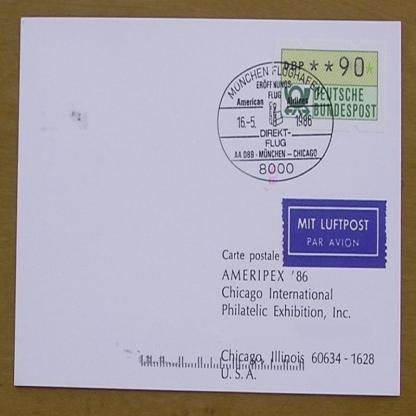 DBP **90
DEUTSCHE
BUNDESPOST
MÜNCHEN FLUGHAFEN
ERÖFFNUNGS-
FLUG
American Airlines
16.-5. 1986
DIREKT-
FLUG
AA 089 - MÜNCHEN - CHICAGO
8000
MIT LUFTPOST
PAR AVION
Carte postale
AMERIPEX '86
Chicago International
Philatelic Exhibition, Inc.
Chicago, Illinois 60634 - 1628
U. S. A.